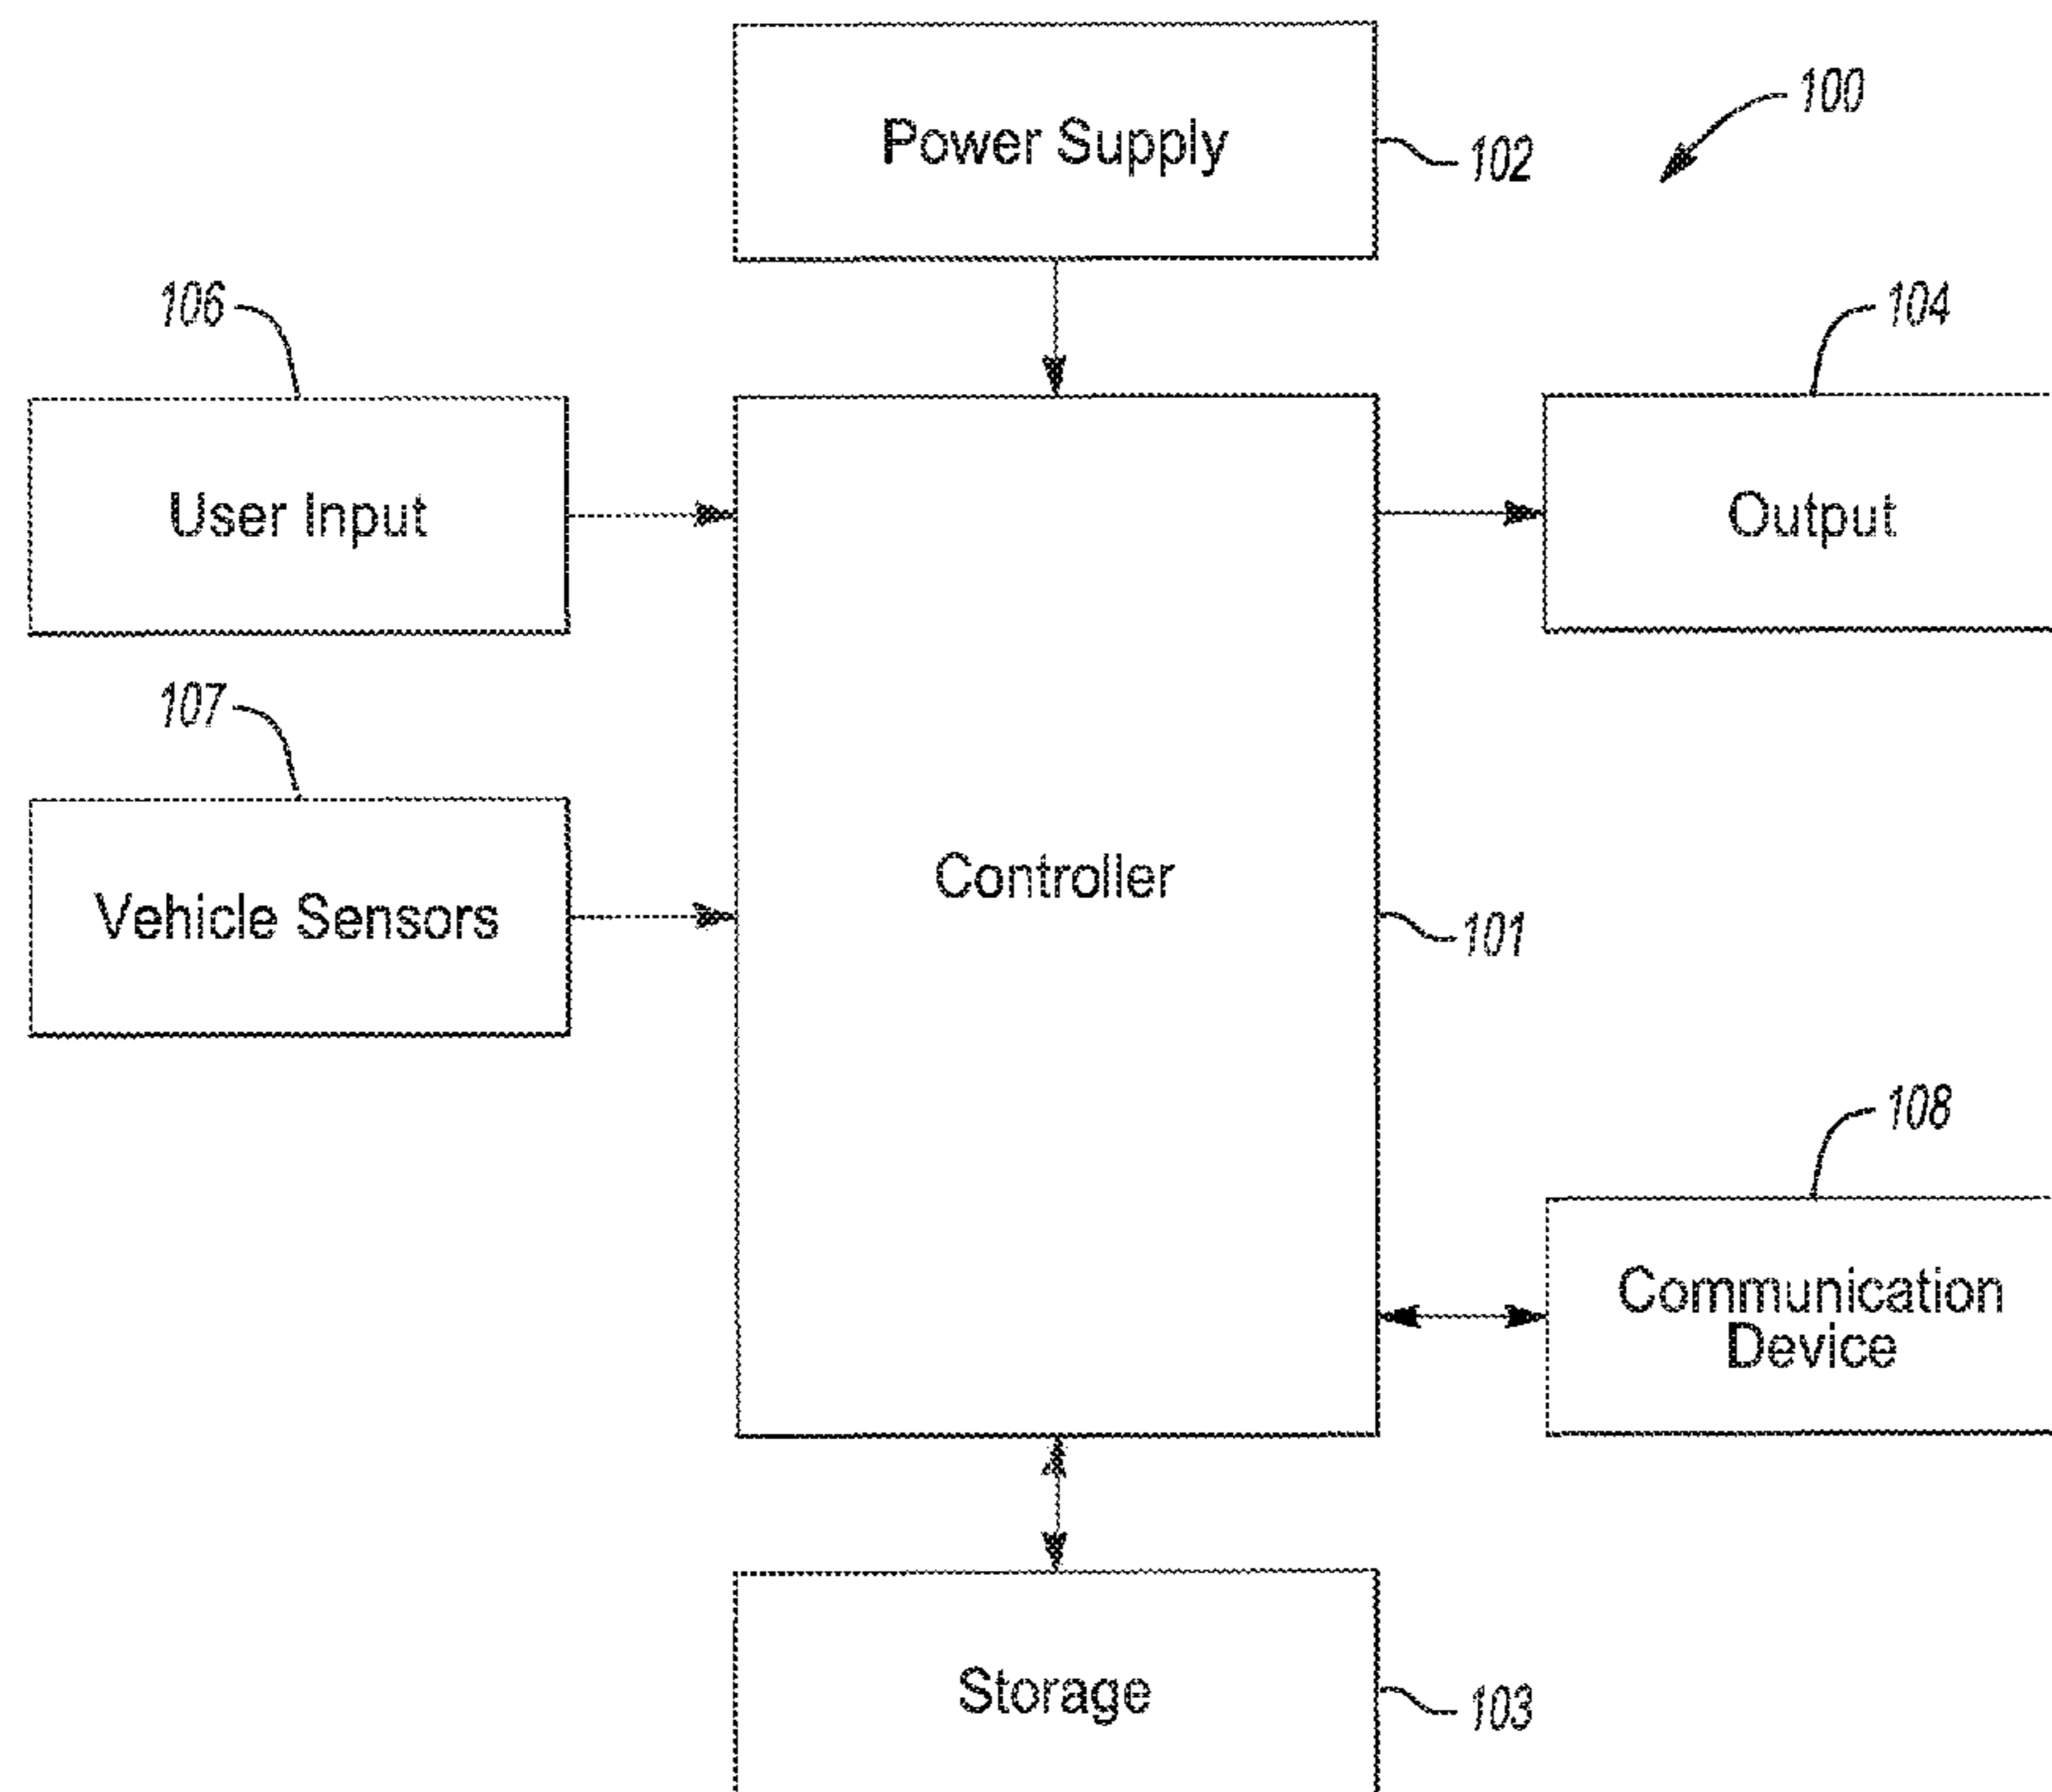 Power Supply
102
100
106
104
User Input
Output
107
Vehicle Sensors
Controller
101
108
Communication
Device
Storage
103